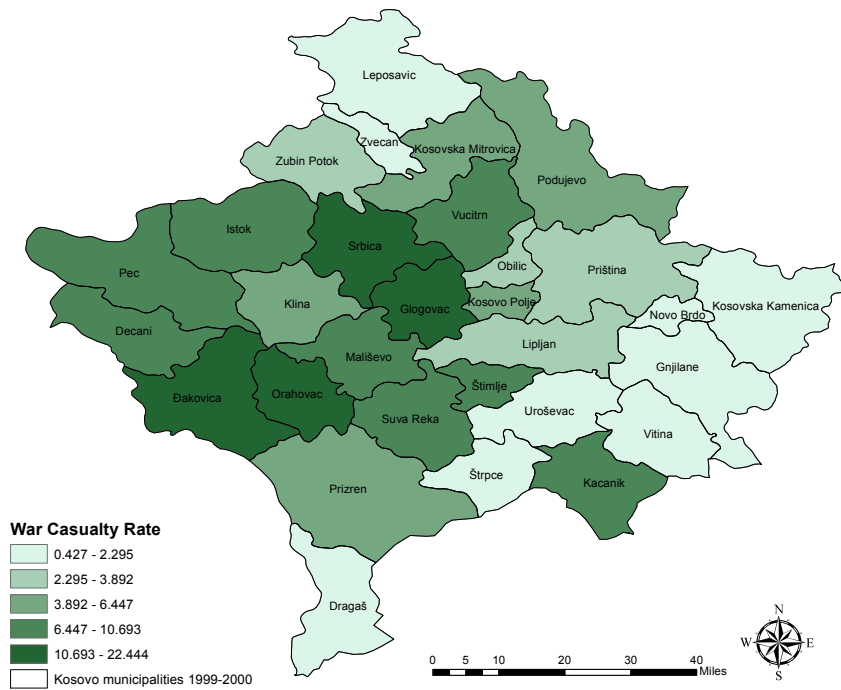 Leposavic
Zvecan
Kosovska Mitrovica
Zubin Potok
Podujevo
Vucitrn
Istok
Srbica
Obilic
Priština
Pec
Klina
Glogovac
Kosovo Polje
Kosovska Kamenica
Novo Brdo
Decani
Mališevo
Lipljan
Gnjilane
Đakovica
Orahovac
Štimlje
Suva Reka
Uroševac
Vitina
Štrpce
Kacanik
Prizren
Dragaš
War Casualty Rate
0.427 - 2.295
2.295 - 3.892
3.892 - 6.447
6.447 - 10.693
10.693 - 22.444
Kosovo municipalities 1999-2000
0 5 10 20 30 40
Miles
N
W E
S